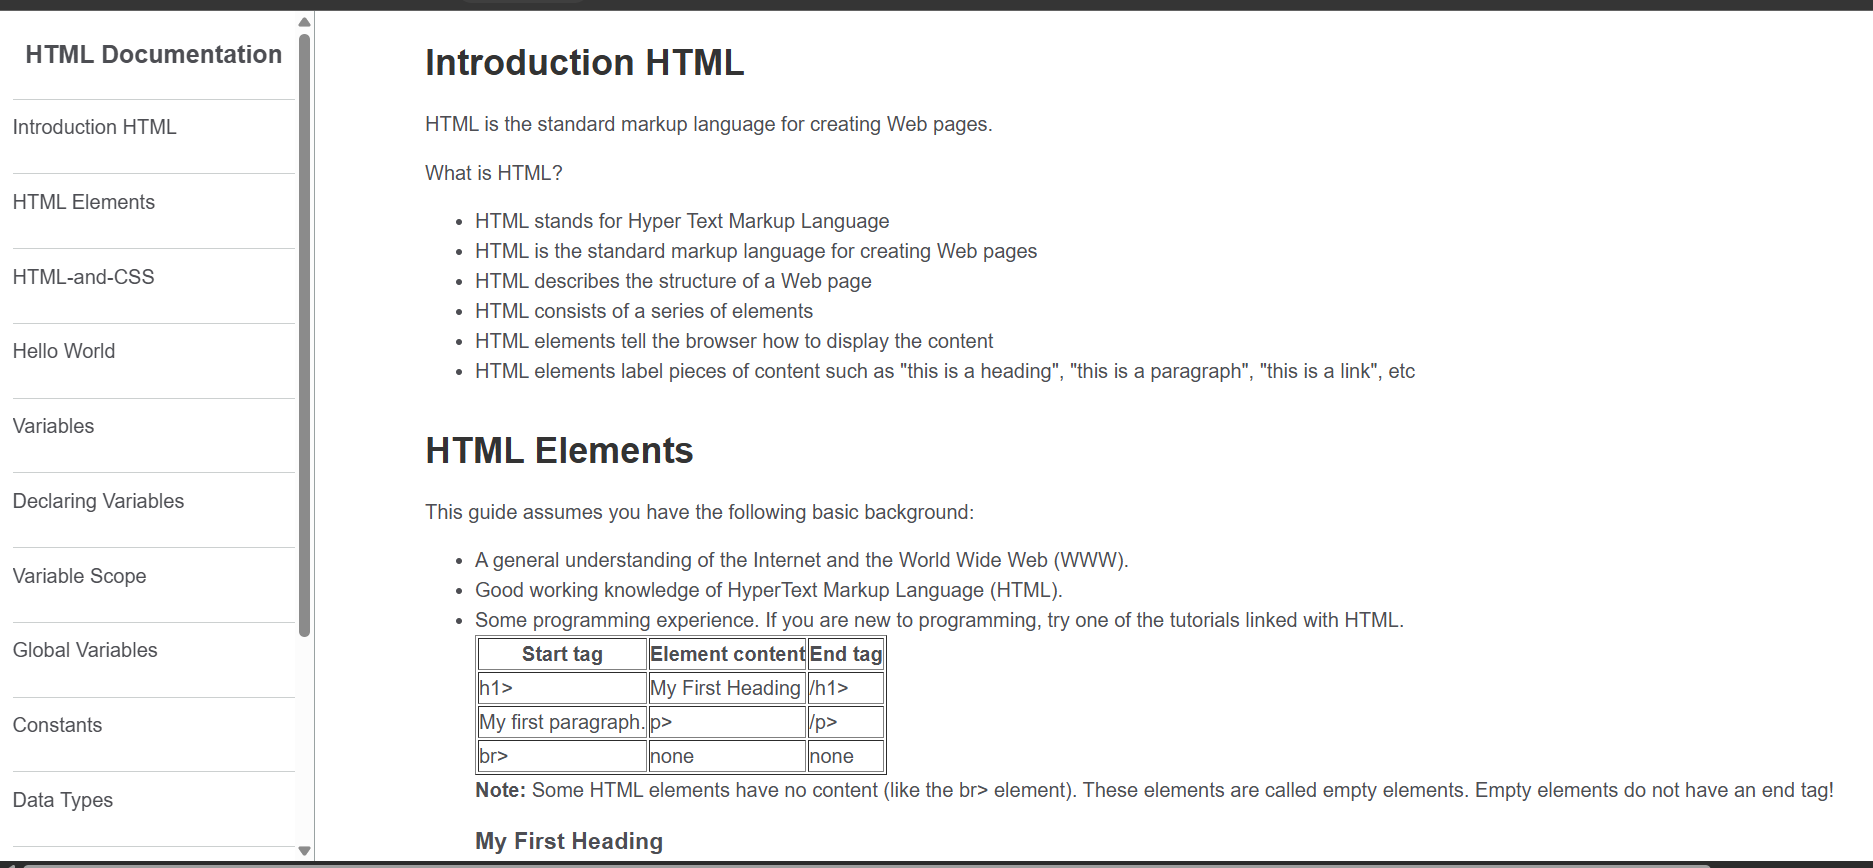 HTML Documentation
Introduction HTML
HTML Elements
HTML-and-CSS
Hello World
Variables
Declaring Variables
Variable Scope
Global Variables
Constants
Data Types
Introduction HTML
HTML is the standard markup language for creating Web pages.
What is HTML?
HTML stands for Hyper Text Markup Language
HTML is the standard markup language for creating Web pages
HTML describes the structure of a Web page
HTML consists of a series of elements
HTML elements tell the browser how to display the content
HTML elements label pieces of content such as "this is a heading", "this is a paragraph", "this is a link", etc
HTML Elements
This guide assumes you have the following basic background:
A general understanding of the Internet and the World Wide Web (WWW).
Good working knowledge of HyperText Markup Language (HTML).
Some programming experience. If you are new to programming, try one of the tutorials linked with HTML.
Start tag Element content End tag
h1> My First Heading /h1>
My first paragraph. p> /p>
br> none none
Note: Some HTML elements have no content (like the br> element). These elements are called empty elements. Empty elements do not have an end tag!
My First Heading